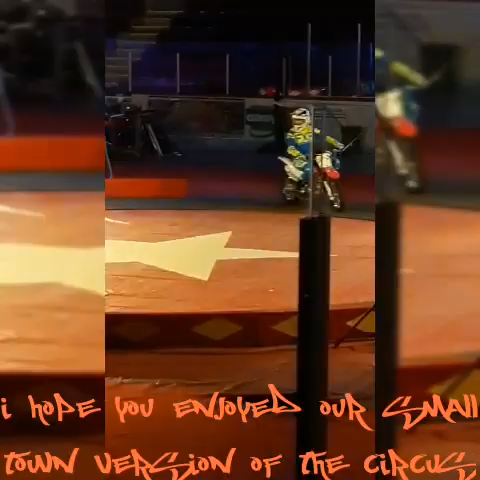 i hope you enjoyed our small
town version of the circus